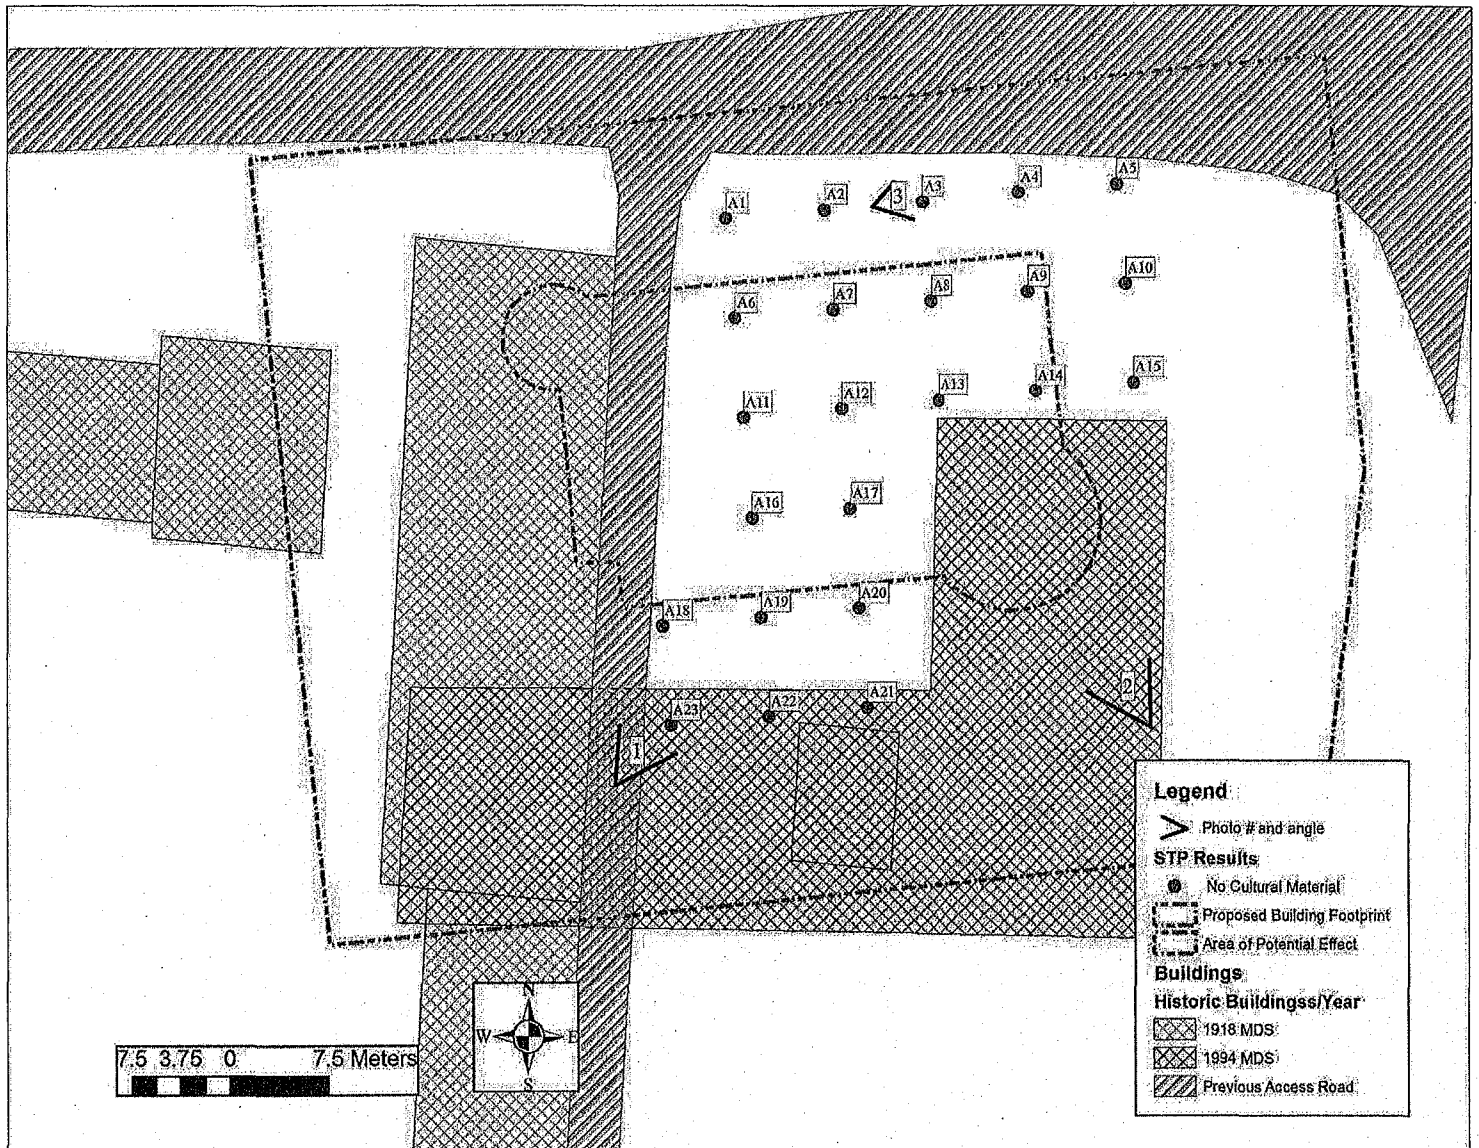 A5
A4
A3
3
A2
A1
A10
A9
A8
A7
A6
A15
A14
A13
A12
A11
A17
A16
A20
A19
A18
A21
A22
A23
2
1
Legend
Photo # and angle
STP Results
No Cultural Material
Proposed Building Footprint
Area of Potential Effect
Buildings
Historic Buildingss/Year
1918 MDS
1994 MDS
Previous Access Road
N
W E
S
7.5 3.75 0 7.5 Meters